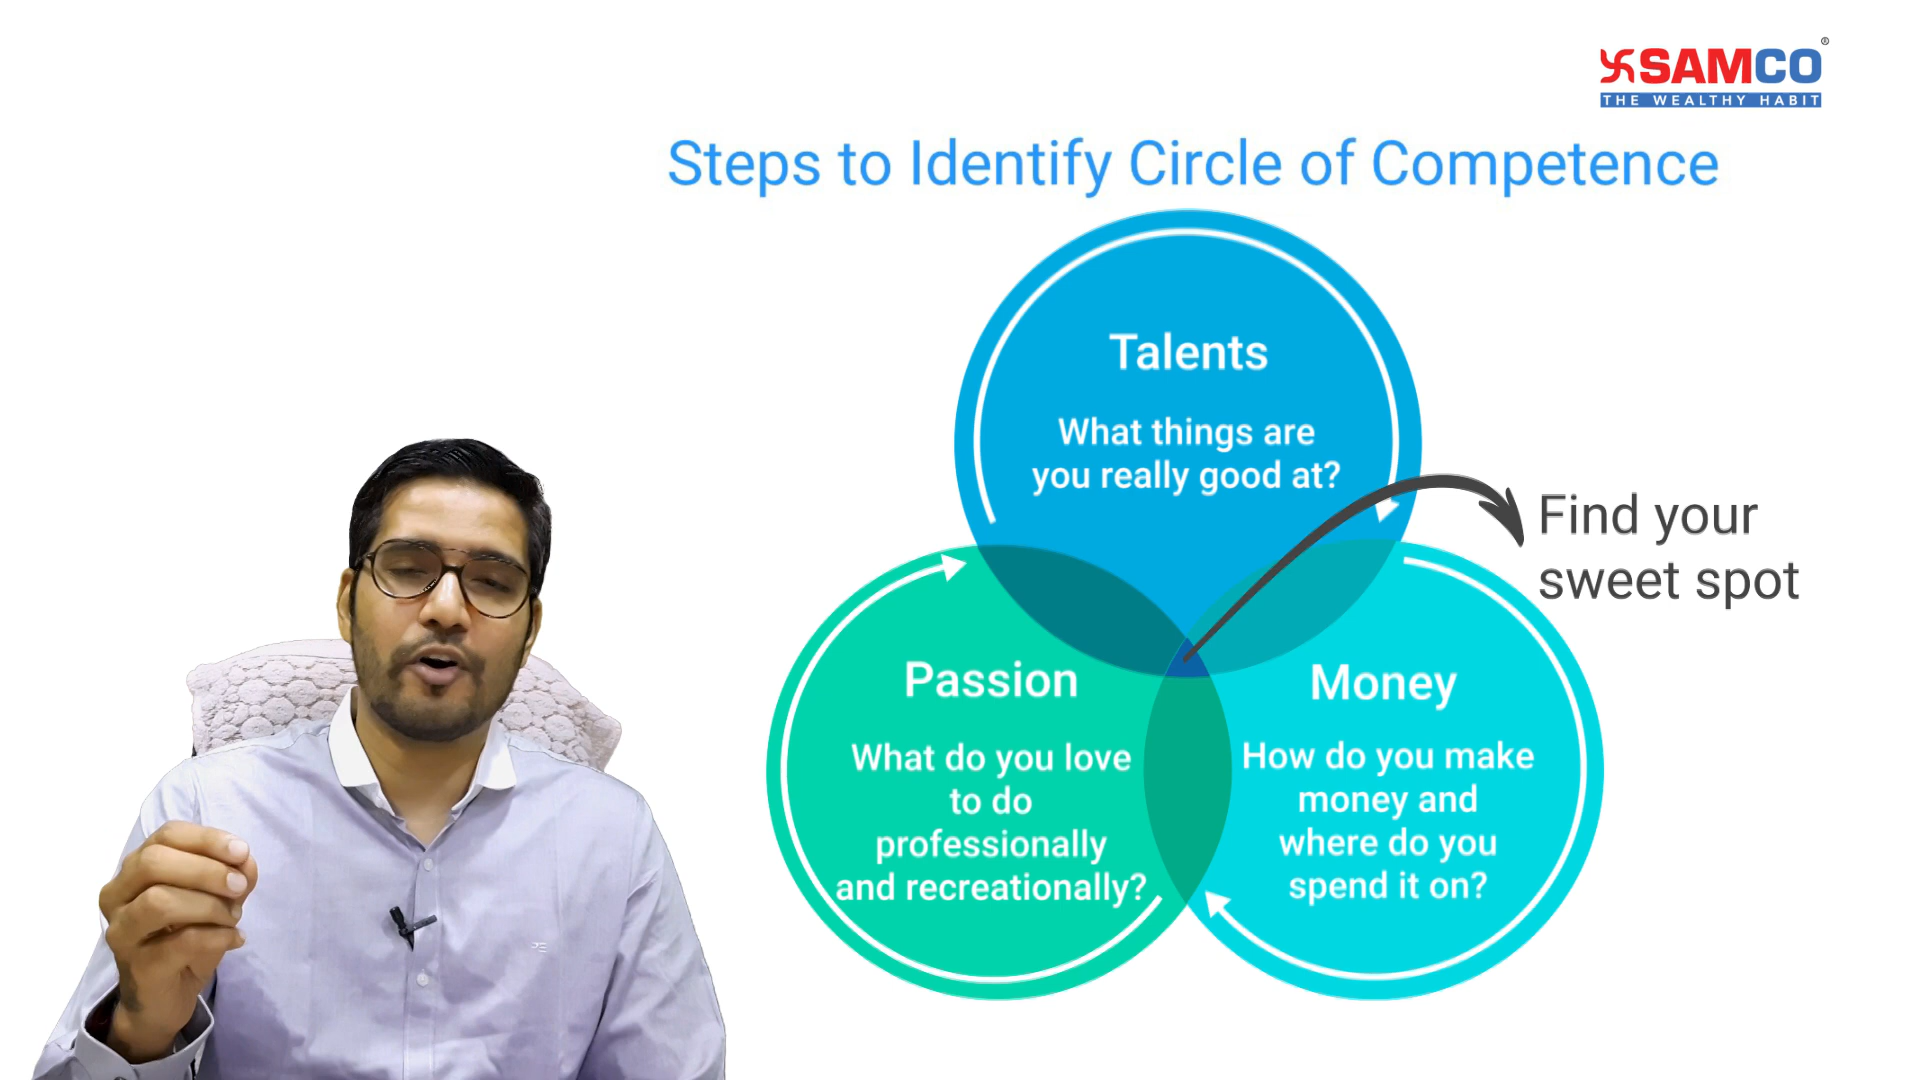 SAMCO®
THE WEALTHY HABIT
Steps to Identify Circle of Competence
Talents
What things are
you really good at?
Find your
sweet spot
Passion
What do you love
to do
professionally
and recreationally?
Money
How do you make
money and
where do you
spend it on?